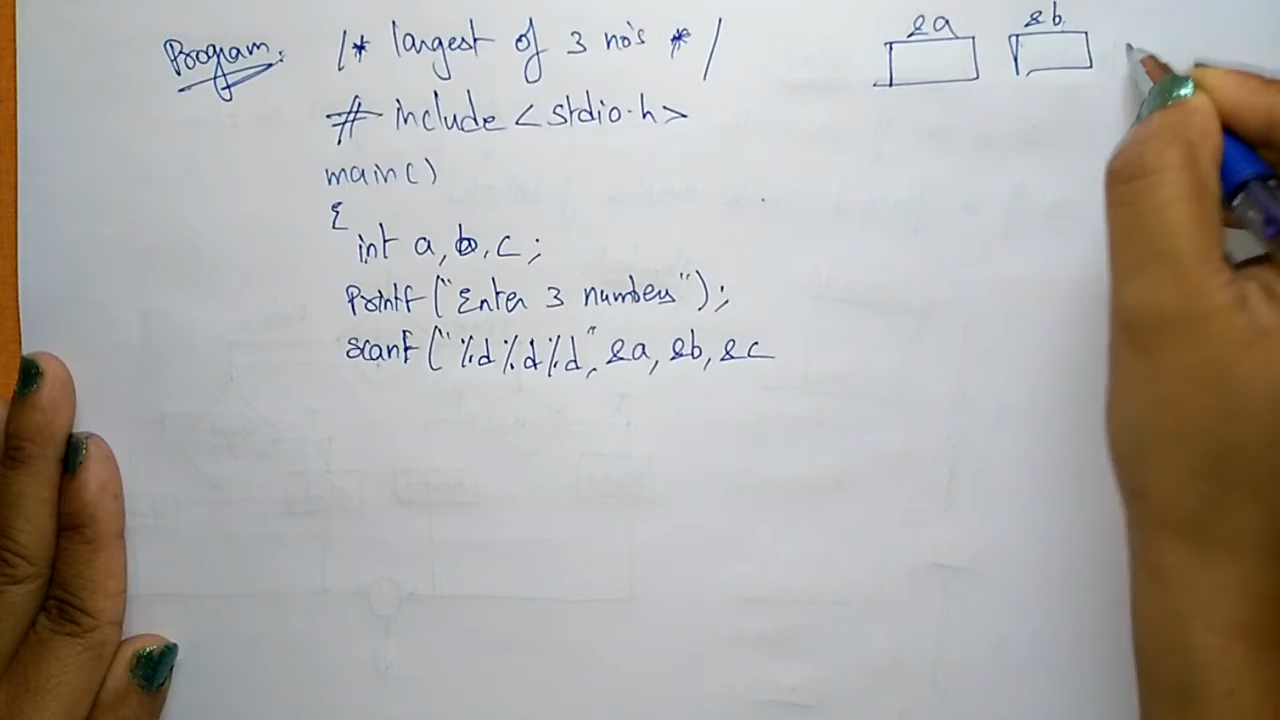 Program. /* largest of 3 no's */
# include <stdio.h>
main()
{
int a, b, c;
Printf ("Enter 3 numbers");
scanf ("%d%d%d", &a, &b, &c
&a &b